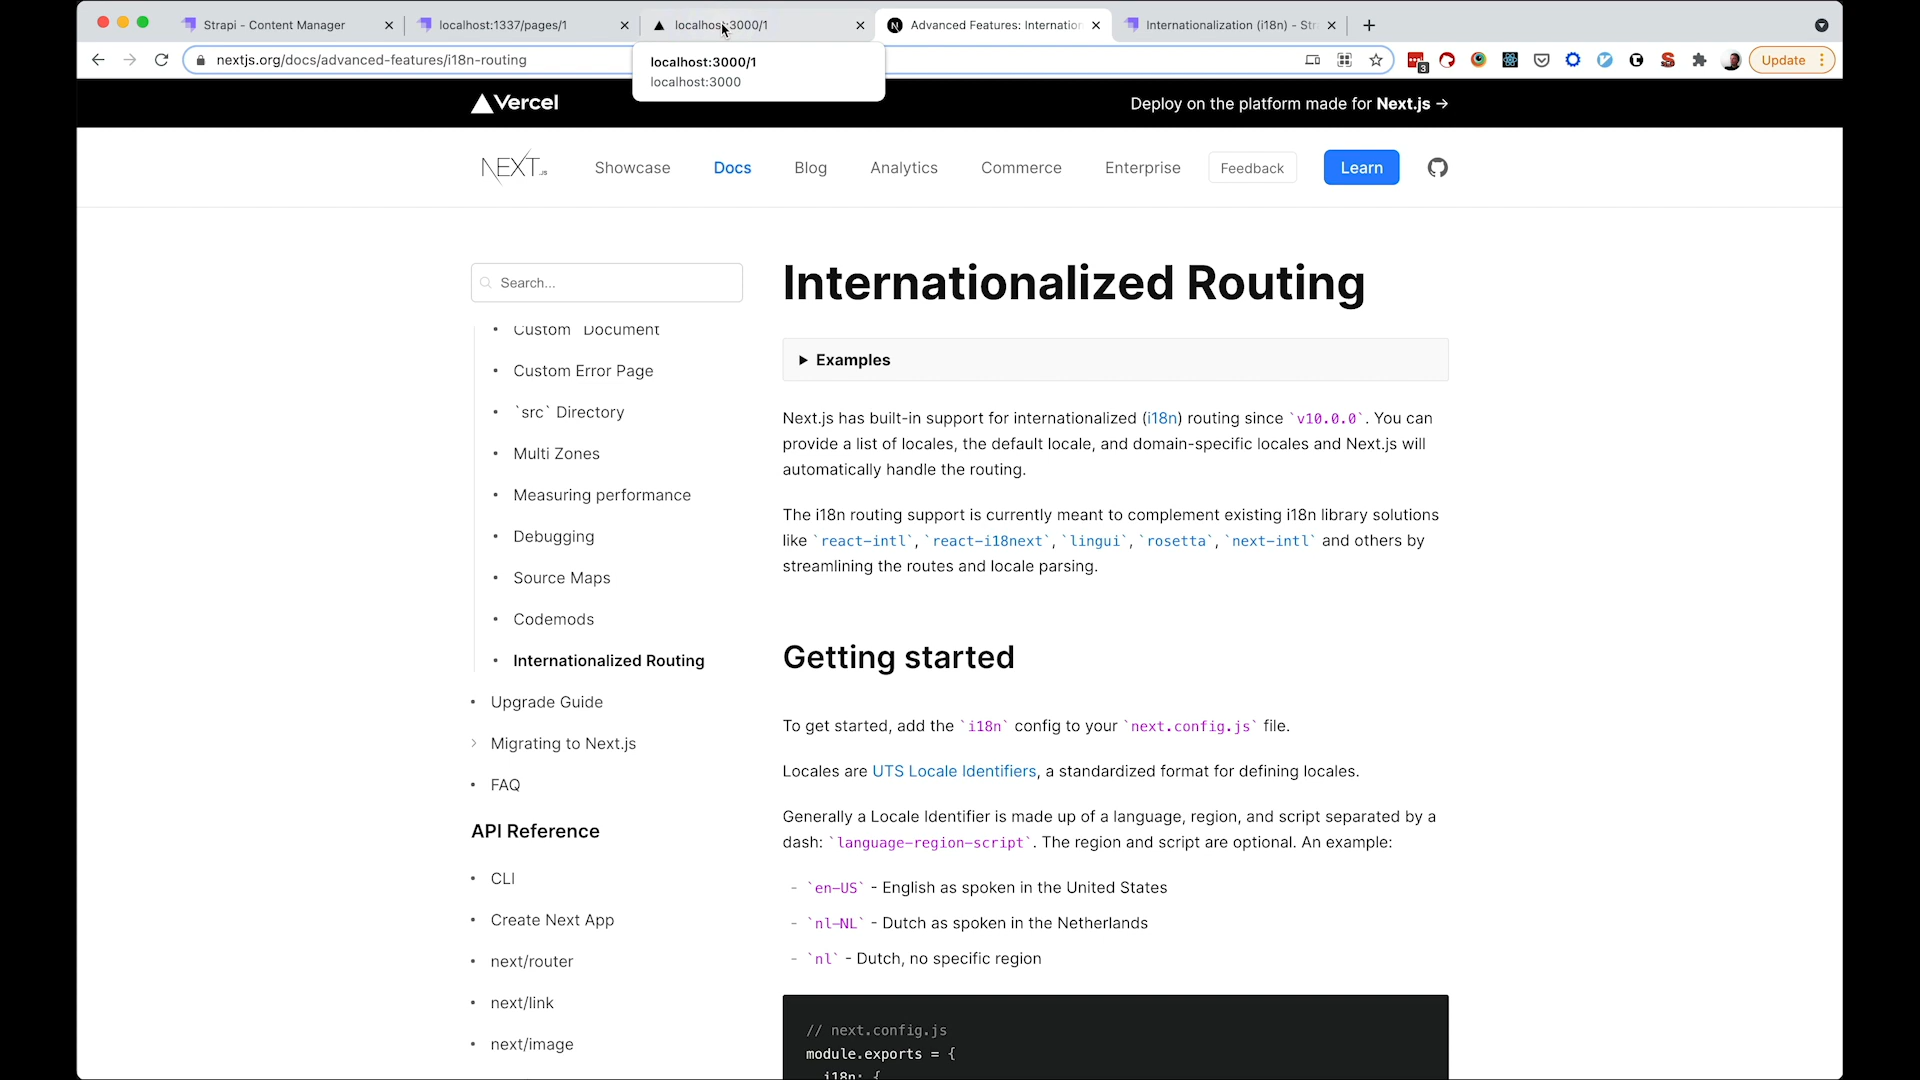 Strapi - Content Manager
localhost:1337/pages/1
localhost:3000/1
Advanced Features: Internation
Internationalization (i18n) - Str
nextjs.org/docs/advanced-features/i18n-routing
3
Update
localhost:3000/1
localhost:3000
Vercel
Deploy on the platform made for Next.js →
NEXT.JS
Showcase
Docs
Blog
Analytics
Commerce
Enterprise
Feedback
Learn
Search...
Custom `Document`
Custom Error Page
`src` Directory
Multi Zones
Measuring performance
Debugging
Source Maps
Codemods
Internationalized Routing
Upgrade Guide
Migrating to Next.js
FAQ
API Reference
CLI
Create Next App
next/router
next/link
next/image
Internationalized Routing
Examples
Next.js has built-in support for internationalized (i18n) routing since `v10.0.0`. You can
provide a list of locales, the default locale, and domain-specific locales and Next.js will
automatically handle the routing.
The i18n routing support is currently meant to complement existing i18n library solutions
like `react-intl`, `react-i18next`, `lingui`, `rosetta`, `next-intl` and others by
streamlining the routes and locale parsing.
Getting started
To get started, add the `i18n` config to your `next.config.js` file.
Locales are UTS Locale Identifiers, a standardized format for defining locales.
Generally a Locale Identifier is made up of a language, region, and script separated by a
dash: `language-region-script`. The region and script are optional. An example:
- `en-US` - English as spoken in the United States
- `nl-NL` - Dutch as spoken in the Netherlands
- `nl` - Dutch, no specific region
// next.config.js
module.exports = {
i18n: {